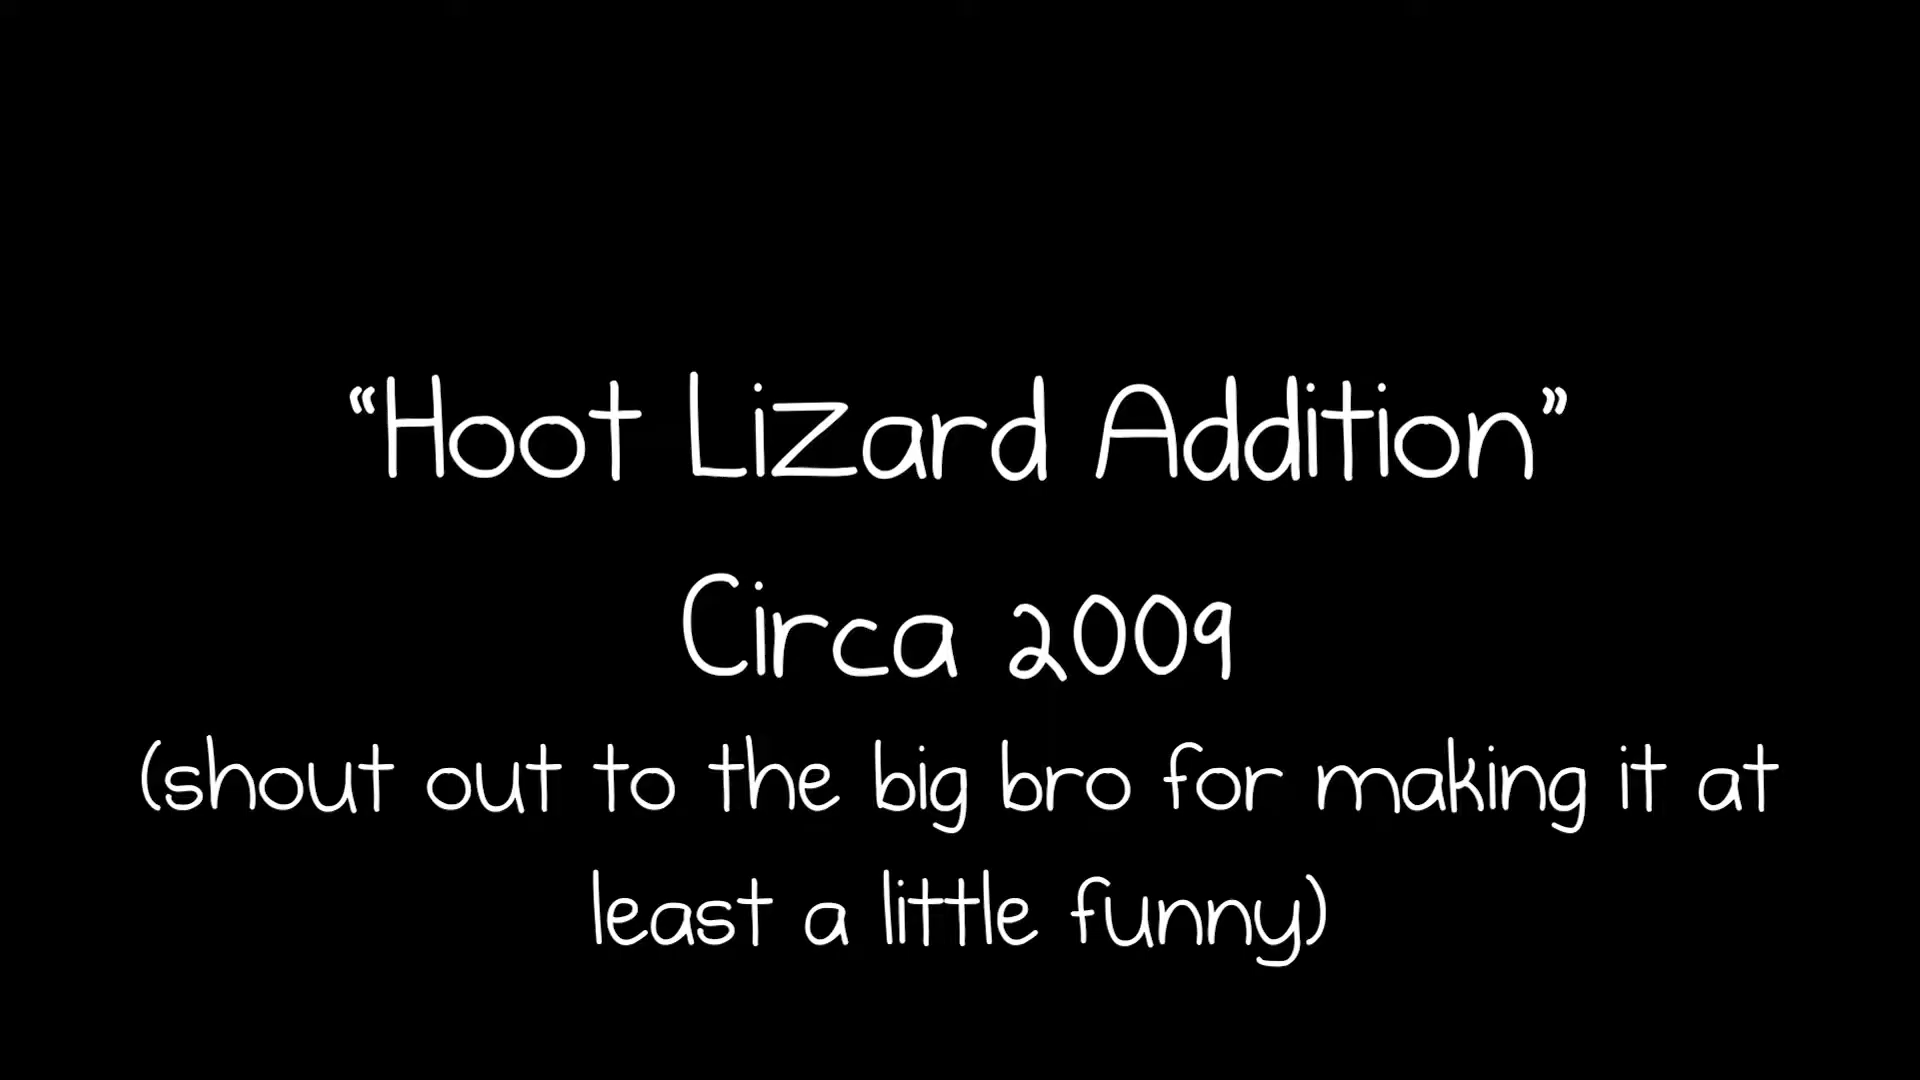 “Hoot Lizard Addition”
Circa 2009
(shout out to the big bro for making it at
least a little funny)